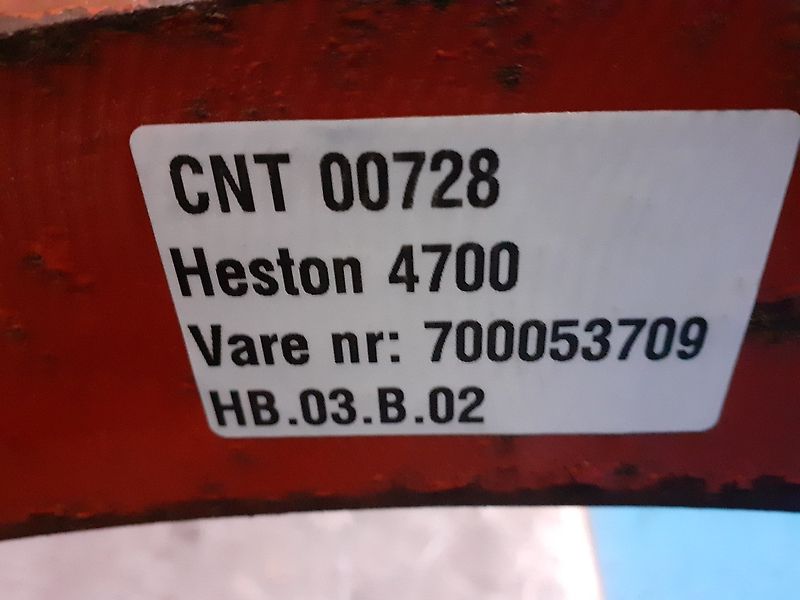 CNT 00728
Heston 4700
Vare nr: 700053709
HB.03.B.02